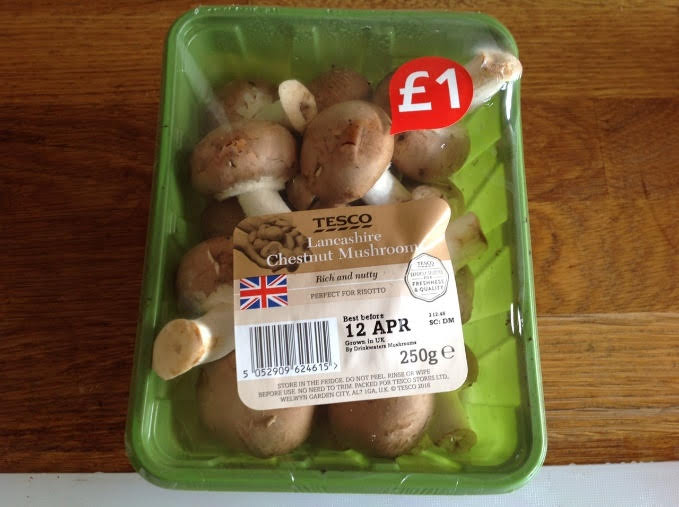 £1
TESCO
Lancashire
Chestnut Mushrooms
Rich and nutty
PERFECT FOR RISOTTO
TESCO
FRESHNESS
& QUALITY
Best before
12 APR
Grown in UK
By Drinkwaters Mushrooms
SC: DM
250g e
5 052909 624615 >
STORE IN THE FRIDGE. DO NOT PEEL. RINSE OR WIPE
BEFORE USE. NO NEED TO TRIM. PACKED FOR TESCO STORES LTD.,
WELWYN GARDEN CITY, AL7 1GA, U.K. © TESCO 2016